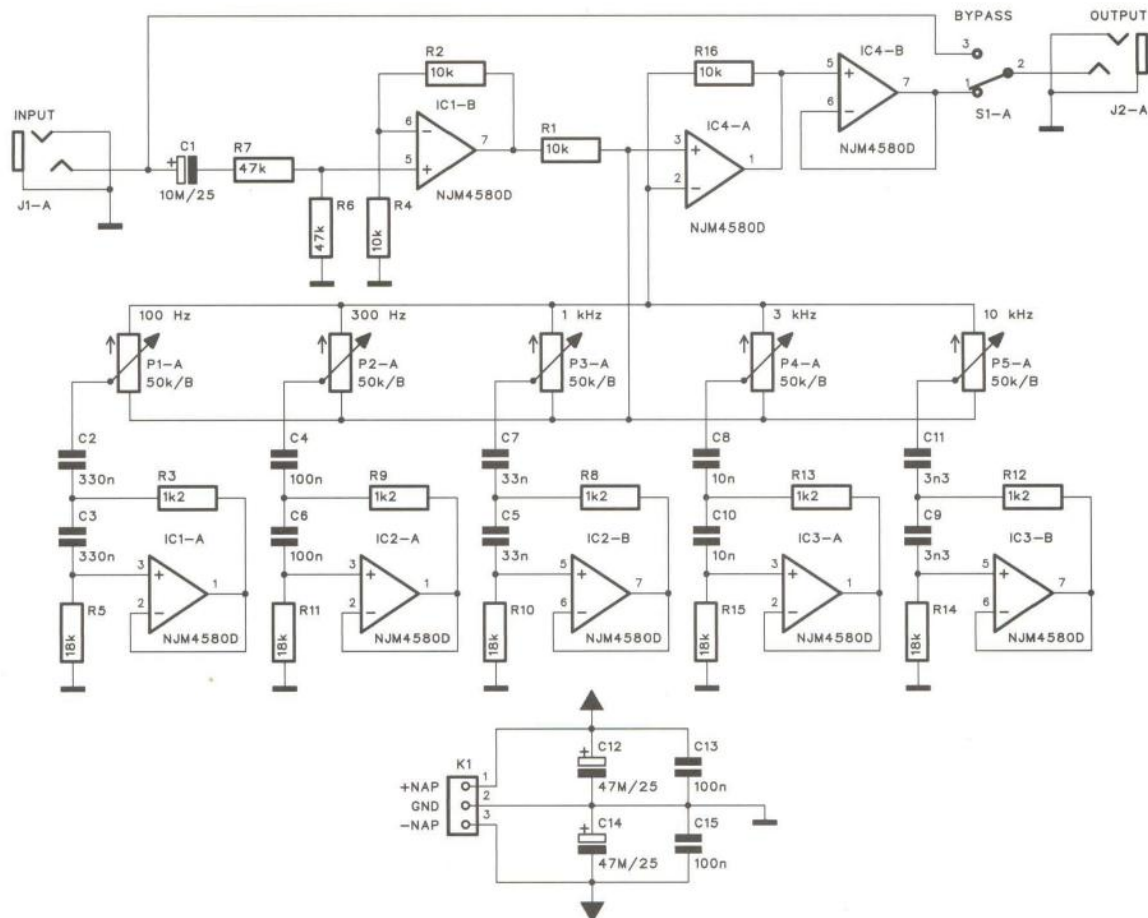 BYPASS
OUTPUT
R2
10k
R16
10k
IC4-B
3
2
1
5
+
6
-
7
S1-A
J2-A
NJM4580D
INPUT
J1-A
+
C1
10M/25
R7
47k
IC1-B
6
-
5
+
7
NJM4580D
R1
10k
IC4-A
3
+
2
-
1
NJM4580D
R6
47k
R4
10k
100 Hz
300 Hz
1 kHz
3 kHz
10 kHz
P1-A
50k/B
P2-A
50k/B
P3-A
50k/B
P4-A
50k/B
P5-A
50k/B
C2
330n
C4
100n
C7
33n
C8
10n
C11
3n3
R3
1k2
R9
1k2
R8
1k2
R13
1k2
R12
1k2
C3
330n
C6
100n
C5
33n
C10
10n
C9
3n3
IC1-A
3
+
2
-
1
NJM4580D
IC2-A
3
+
2
-
1
NJM4580D
IC2-B
5
+
6
-
7
NJM4580D
IC3-A
3
+
2
-
1
NJM4580D
IC3-B
5
+
6
-
7
NJM4580D
R5
18k
R11
18k
R10
18k
R15
18k
R14
18k
K1
+NAP
1
GND
2
-NAP
3
+
C12
47M/25
C13
100n
+
C14
47M/25
C15
100n